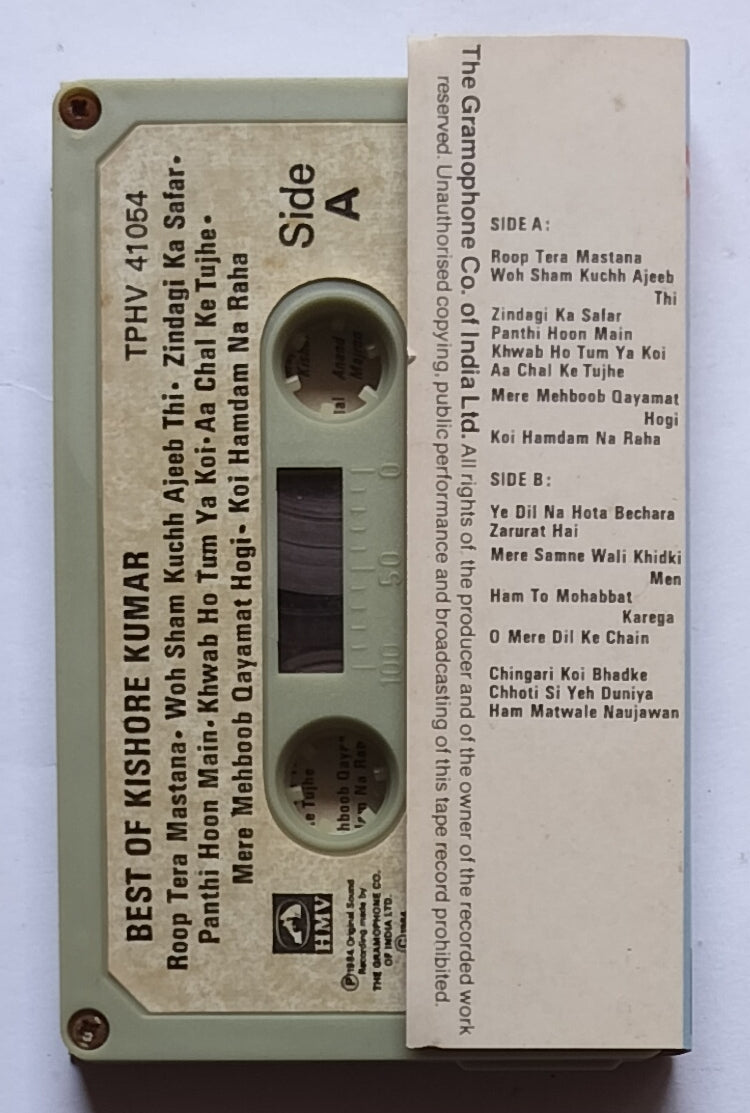 BEST OF KISHORE KUMAR TPHV 41054
Roop Tera Mastana• Woh Sham Kuchh Ajeeb Thi• Zindagi Ka Safar•
Panthi Hoon Main•Khwab Ho Tum Ya Koi•Aa Chal Ke Tujhe•
Mere Mehboob Qayamat Hogi• Koi Hamdam Na Raha
Side
A
0
50
100
HMV
℗1984 Original Sound
Recording made by
THE GRAMOPHONE CO.
OF INDIA LTD.
©1984
The Gramophone Co. of India Ltd. All rights of the producer and of the owner of the recorded work
reserved. Unauthorised copying, public performance and broadcasting of this tape record prohibited.
SIDE A:
Roop Tera Mastana
Woh Sham Kuchh Ajeeb
Thi
Zindagi Ka Safar
Panthi Hoon Main
Khwab Ho Tum Ya Koi
Aa Chal Ke Tujhe
Mere Mehboob Qayamat
Hogi
Koi Hamdam Na Raha
SIDE B:
Ye Dil Na Hota Bechara
Zarurat Hai
Mere Samne Wali Khidki
Men
Ham To Mohabbat
Karega
O Mere Dil Ke Chain
Chingari Koi Bhadke
Chhoti Si Yeh Duniya
Ham Matwale Naujawan